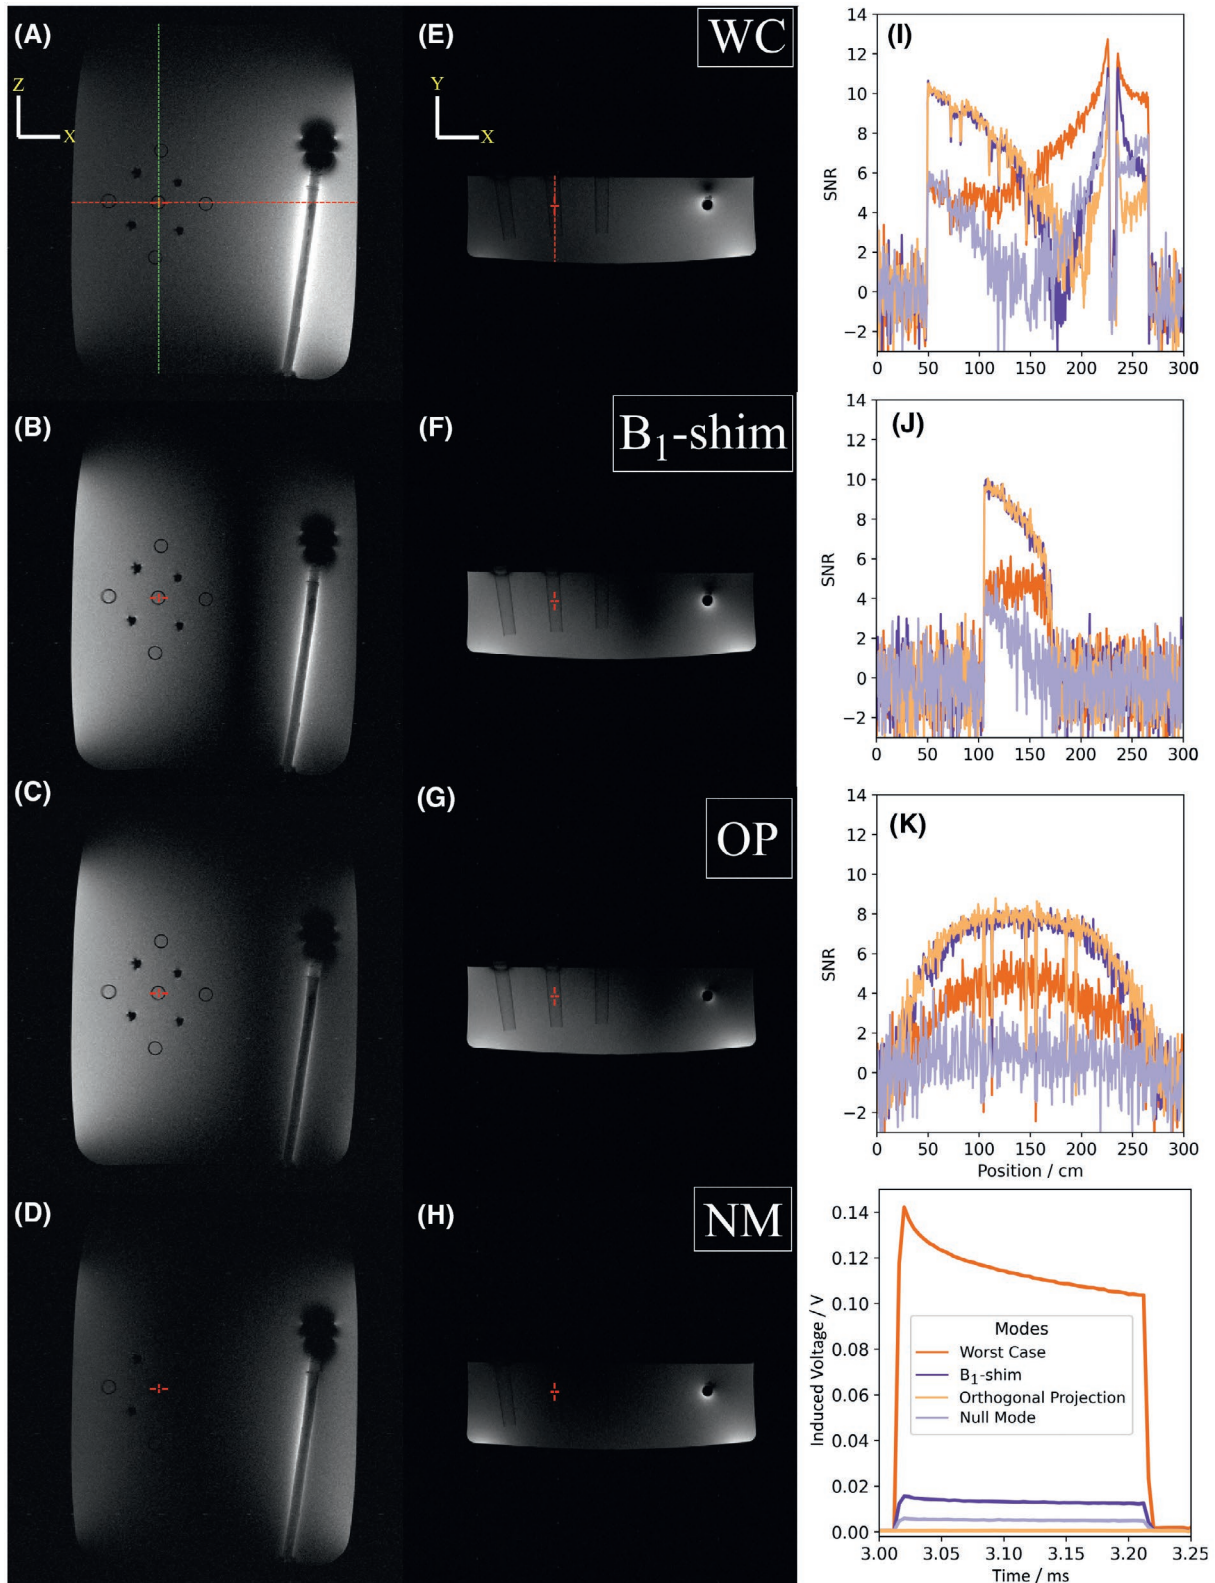 (A)
Z
X
(E)
Y
X
WC
(B)
(F)
B1-shim
(C)
(G)
OP
(D)
(H)
NM
(I)
SNR
14
12
10
8
6
4
2
0
−2
0 50 100 150 200 250 300
(J)
SNR
14
12
10
8
6
4
2
0
−2
0 50 100 150 200 250 300
(K)
SNR
14
12
10
8
6
4
2
0
−2
0 50 100 150 200 250 300
Position / cm
Induced Voltage / V
0.14
0.12
0.10
0.08
0.06
0.04
0.02
0.00
Modes
Worst Case
B1-shim
Orthogonal Projection
Null Mode
3.00 3.05 3.10 3.15 3.20 3.25
Time / ms